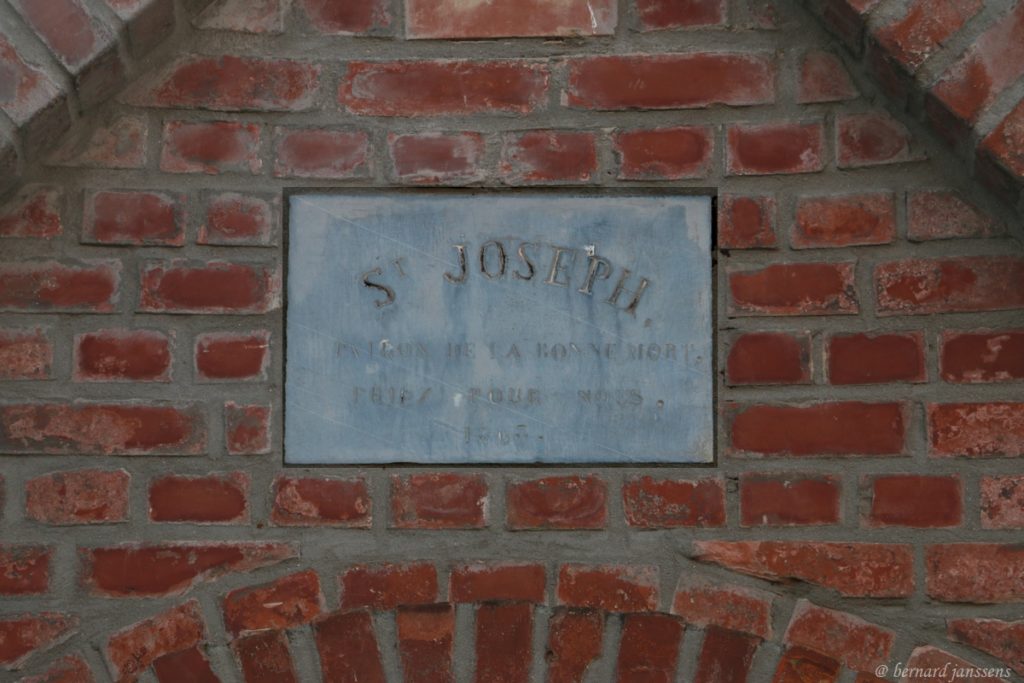 ST JOSEPH.
PATRON DE LA BONNE MORT.
PRIEZ POUR NOUS.
@ bernard janssens